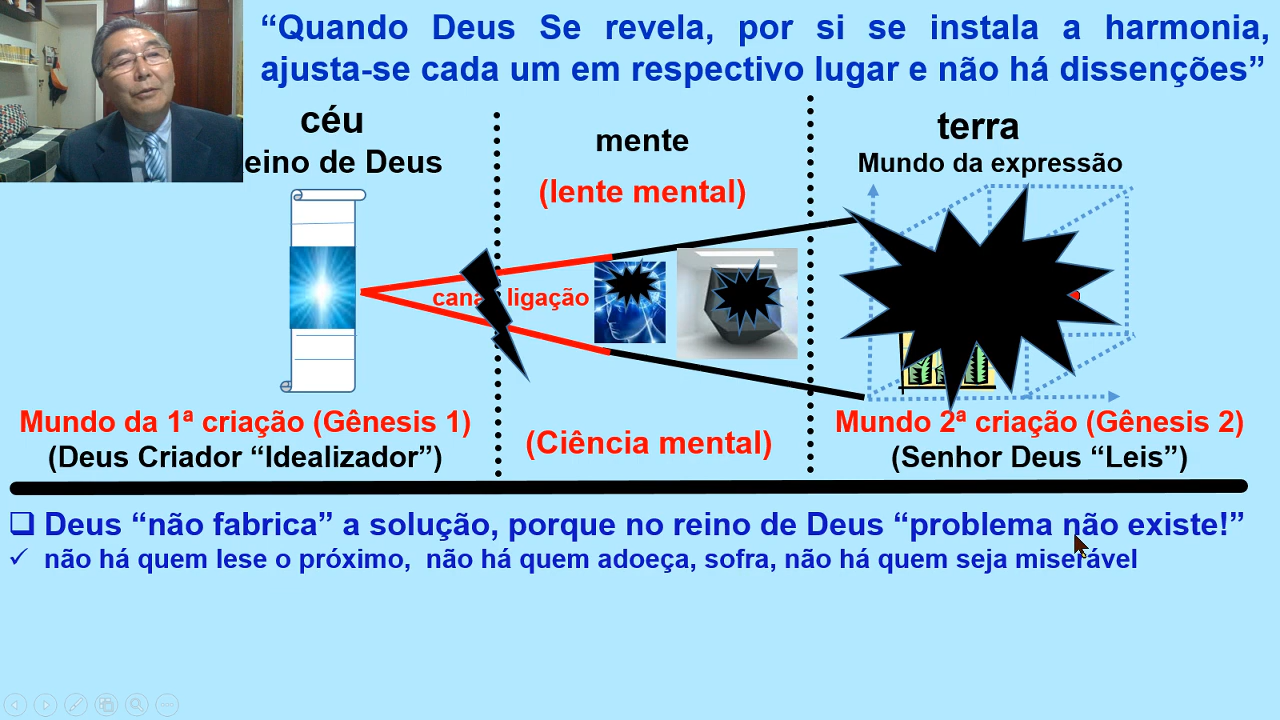 “Quando Deus Se revela, por si se instala a harmonia,
ajusta-se cada um em respectivo lugar e não há dissenções”
céu
eino de Deus
mente
(lente mental)
terra
Mundo da expressão
ligação
Mundo da 1ª criação (Gênesis 1)
(Deus Criador “Idealizador”)
(Ciência mental)
Mundo 2ª criação (Gênesis 2)
(Senhor Deus “Leis”)
Deus “não fabrica” a solução, porque no reino de Deus “problema não existe!”
não há quem lese o próximo, não há quem adoeça, sofra, não há quem seja miserável